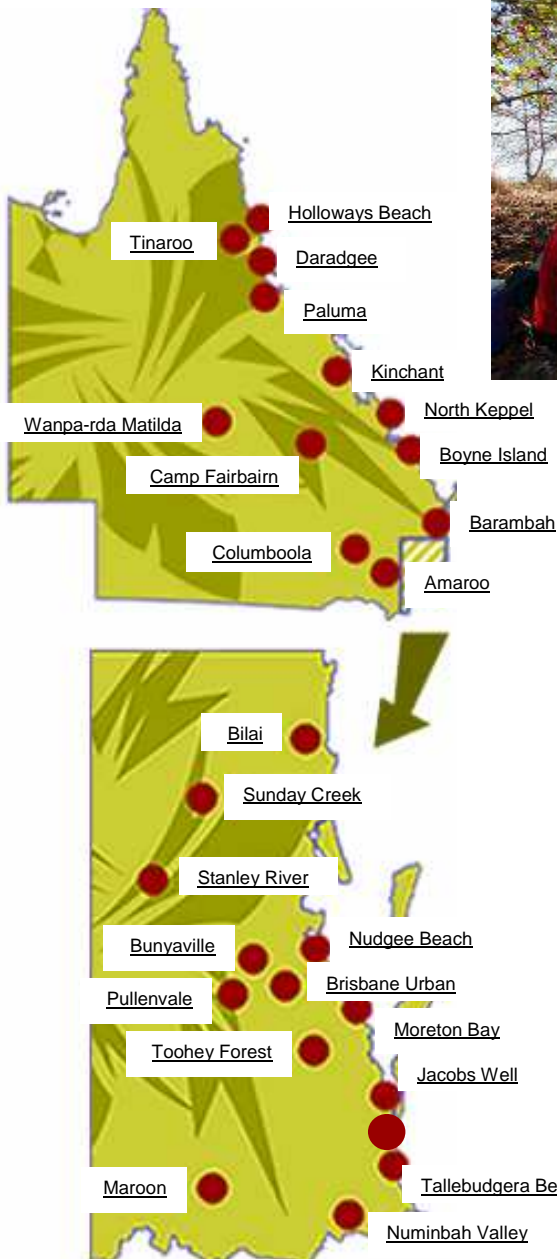 Holloways Beach
Tinaroo
Daradgee
Paluma
Kinchant
North Keppel
Wanpa-rda Matilda
Boyne Island
Camp Fairbairn
Barambah
Columboola
Amaroo
Bilai
Sunday Creek
Stanley River
Nudgee Beach
Bunyaville
Brisbane Urban
Pullenvale
Moreton Bay
Toohey Forest
Jacobs Well
Tallebudgera Be
Maroon
Numinbah Valley